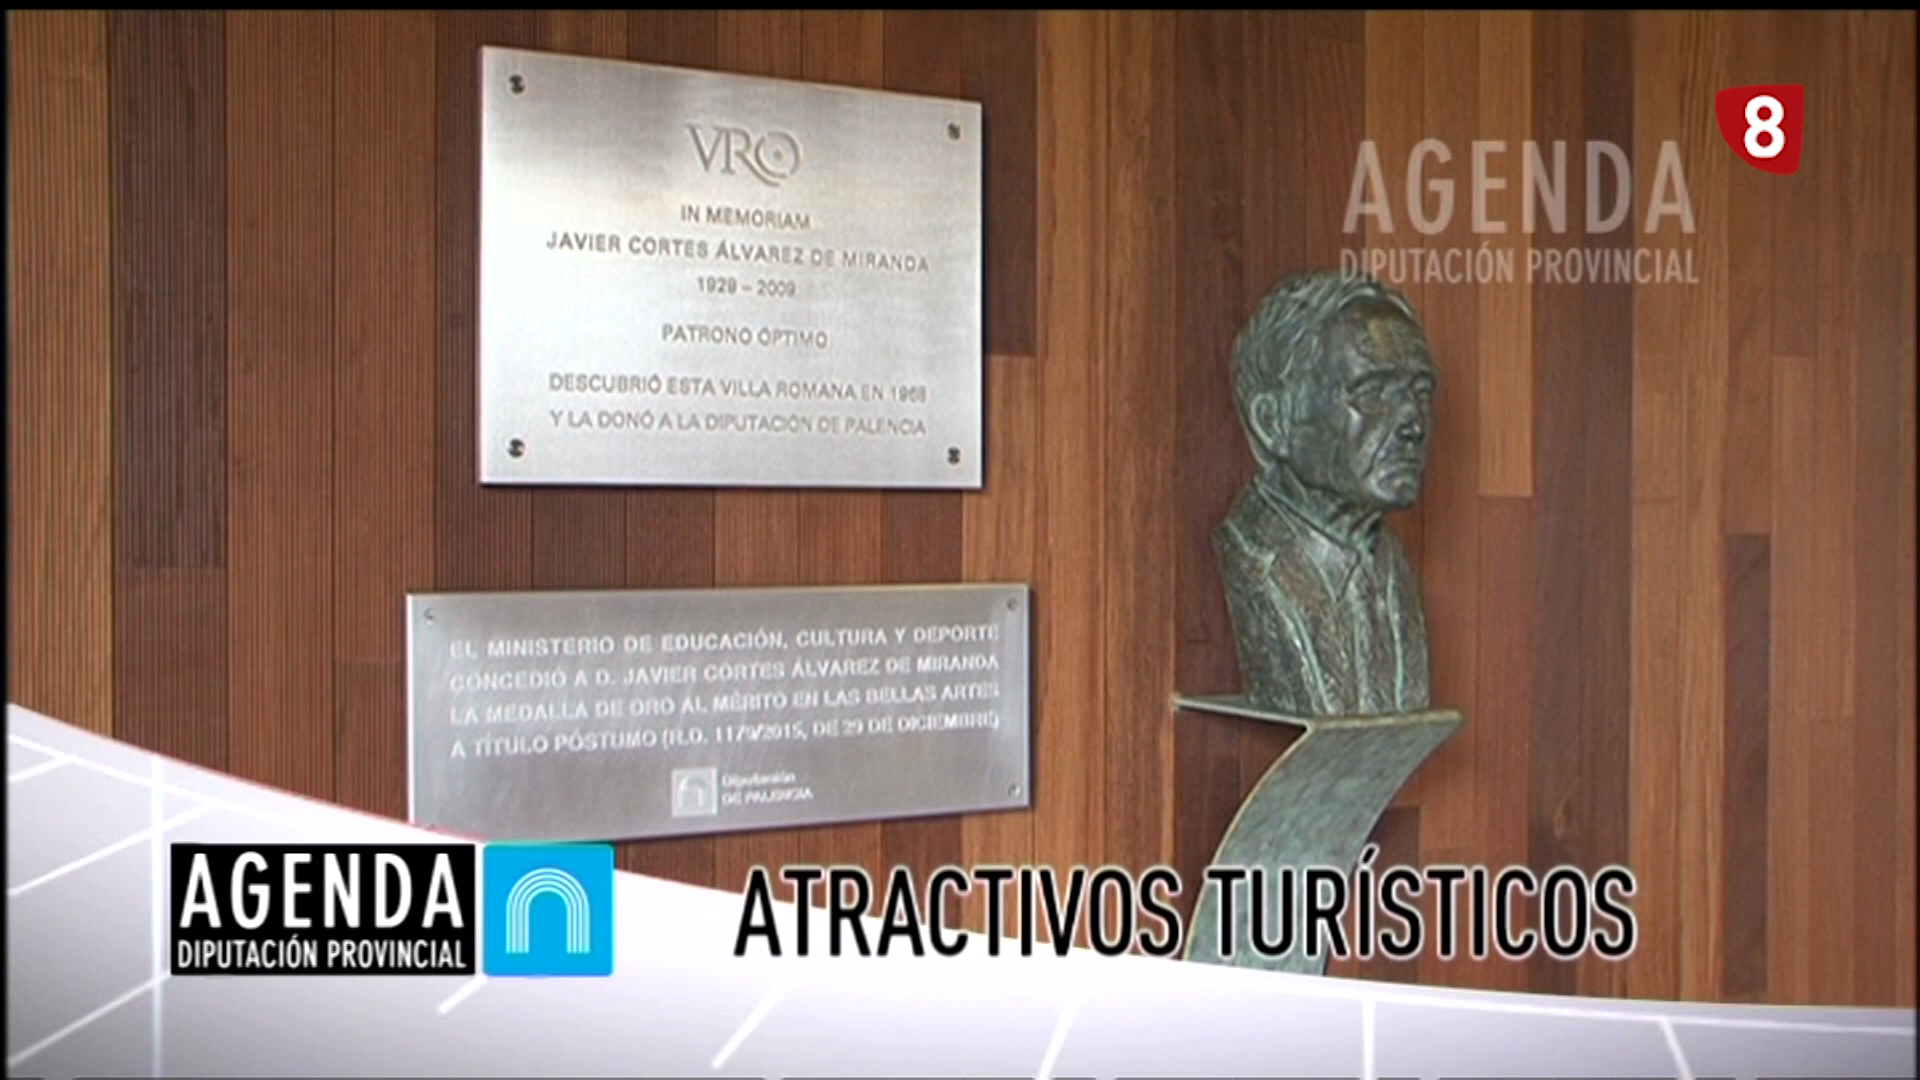 VRO
IN MEMORIAM
JAVIER CORTES ÁLVAREZ DE MIRANDA
1929 – 2009
PATRONO ÓPTIMO
DESCUBRIÓ ESTA VILLA ROMANA EN 1968
Y LA DONÓ A LA DIPUTACIÓN DE PALENCIA
8
AGENDA
DIPUTACIÓN PROVINCIAL
EL MINISTERIO DE EDUCACIÓN, CULTURA Y DEPORTE
CONCEDIÓ A D. JAVIER CORTES ÁLVAREZ DE MIRANDA
LA MEDALLA DE ORO AL MÉRITO EN LAS BELLAS ARTES
A TÍTULO PÓSTUMO (R.D. 1179/2015, DE 29 DE DICIEMBRE)
Diputación
DE PALENCIA
AGENDA
DIPUTACIÓN PROVINCIAL
ATRACTIVOS TURÍSTICOS